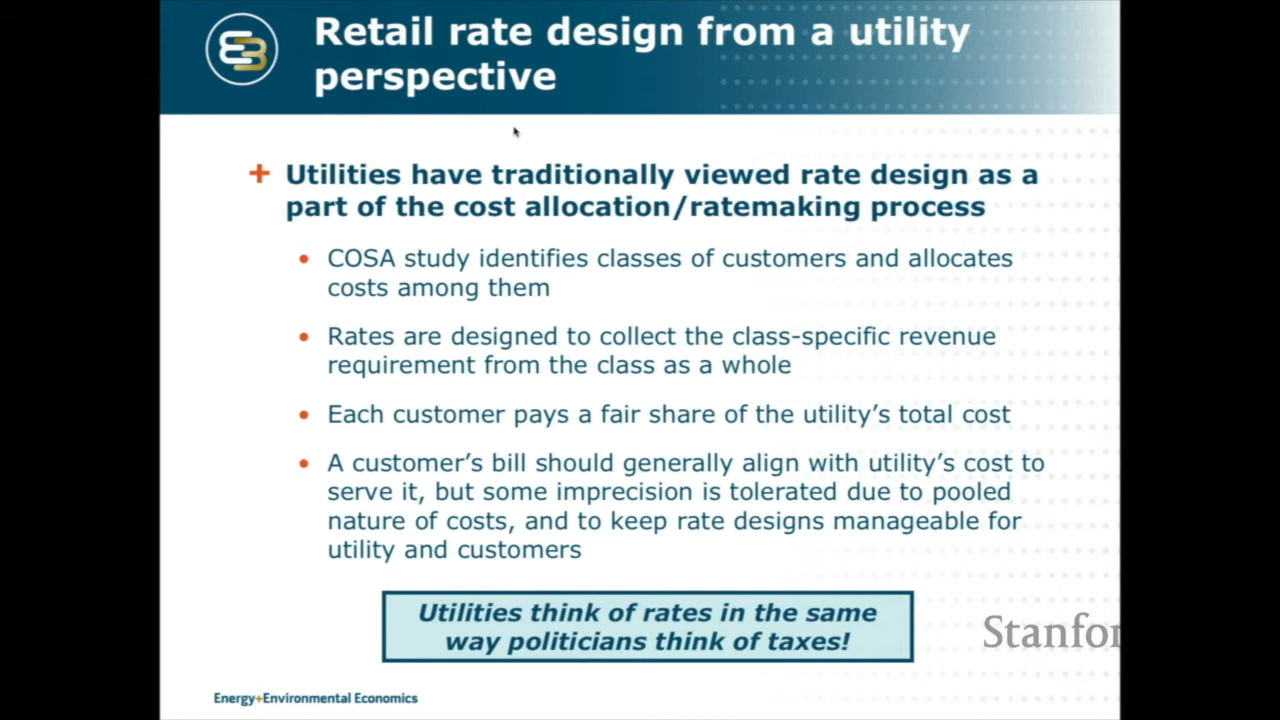 Retail rate design from a utility
perspective
+ Utilities have traditionally viewed rate design as a
part of the cost allocation/ratemaking process
• COSA study identifies classes of customers and allocates
costs among them
• Rates are designed to collect the class-specific revenue
requirement from the class as a whole
• Each customer pays a fair share of the utility’s total cost
• A customer’s bill should generally align with utility’s cost to
serve it, but some imprecision is tolerated due to pooled
nature of costs, and to keep rate designs manageable for
utility and customers
Utilities think of rates in the same
way politicians think of taxes!
Stanfor
Energy+Environmental Economics